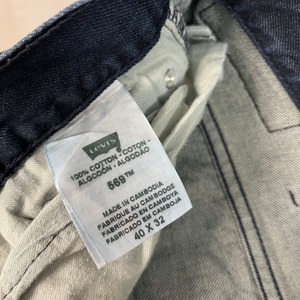 Levi's
100% COTTON - COTON -
ALGODÓN - ALGODÃO
569™
MADE IN CAMBODIA
FABRIQUÉ AU CAMBODGE
FABRICADO EN CAMBOYA
FABRICADO EM CAMBOJA
40 X 32